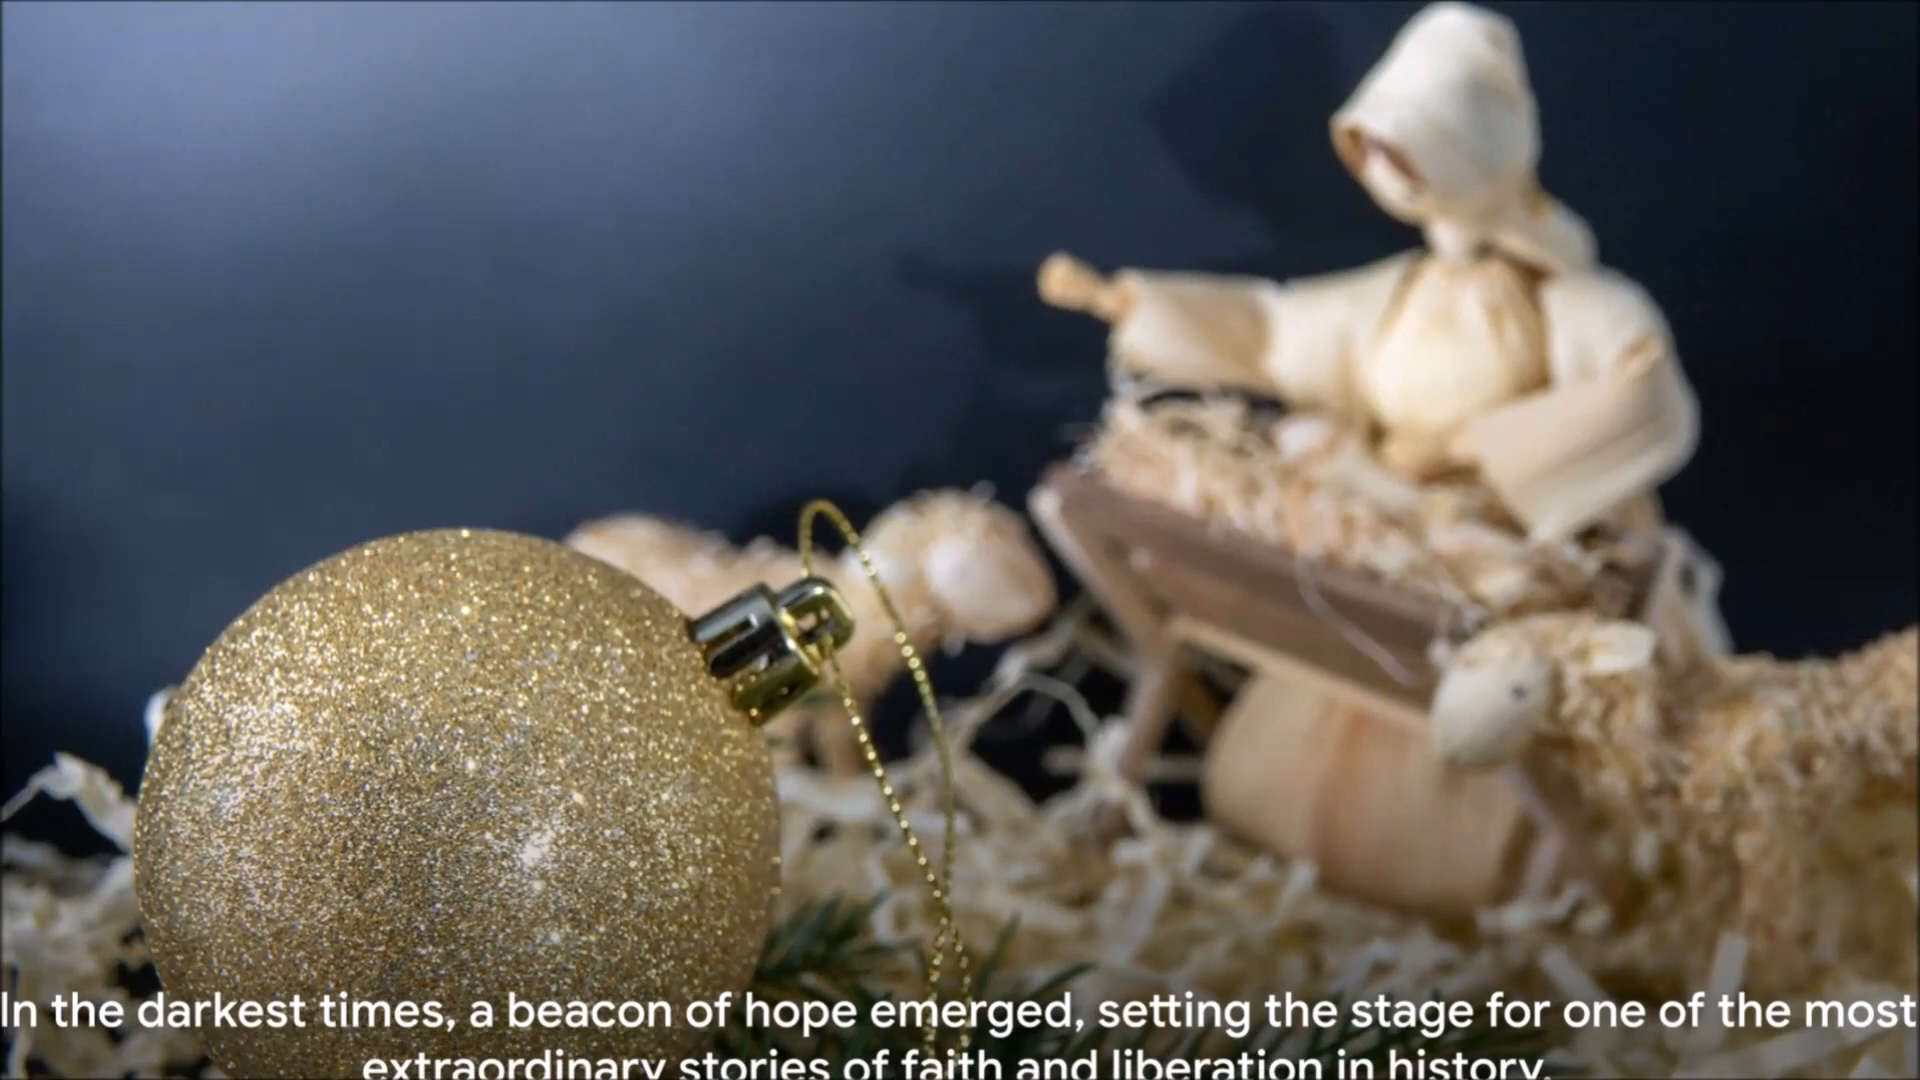 In the darkest times, a beacon of hope emerged, setting the stage for one of the most
extraordinary stories of faith and liberation in history.